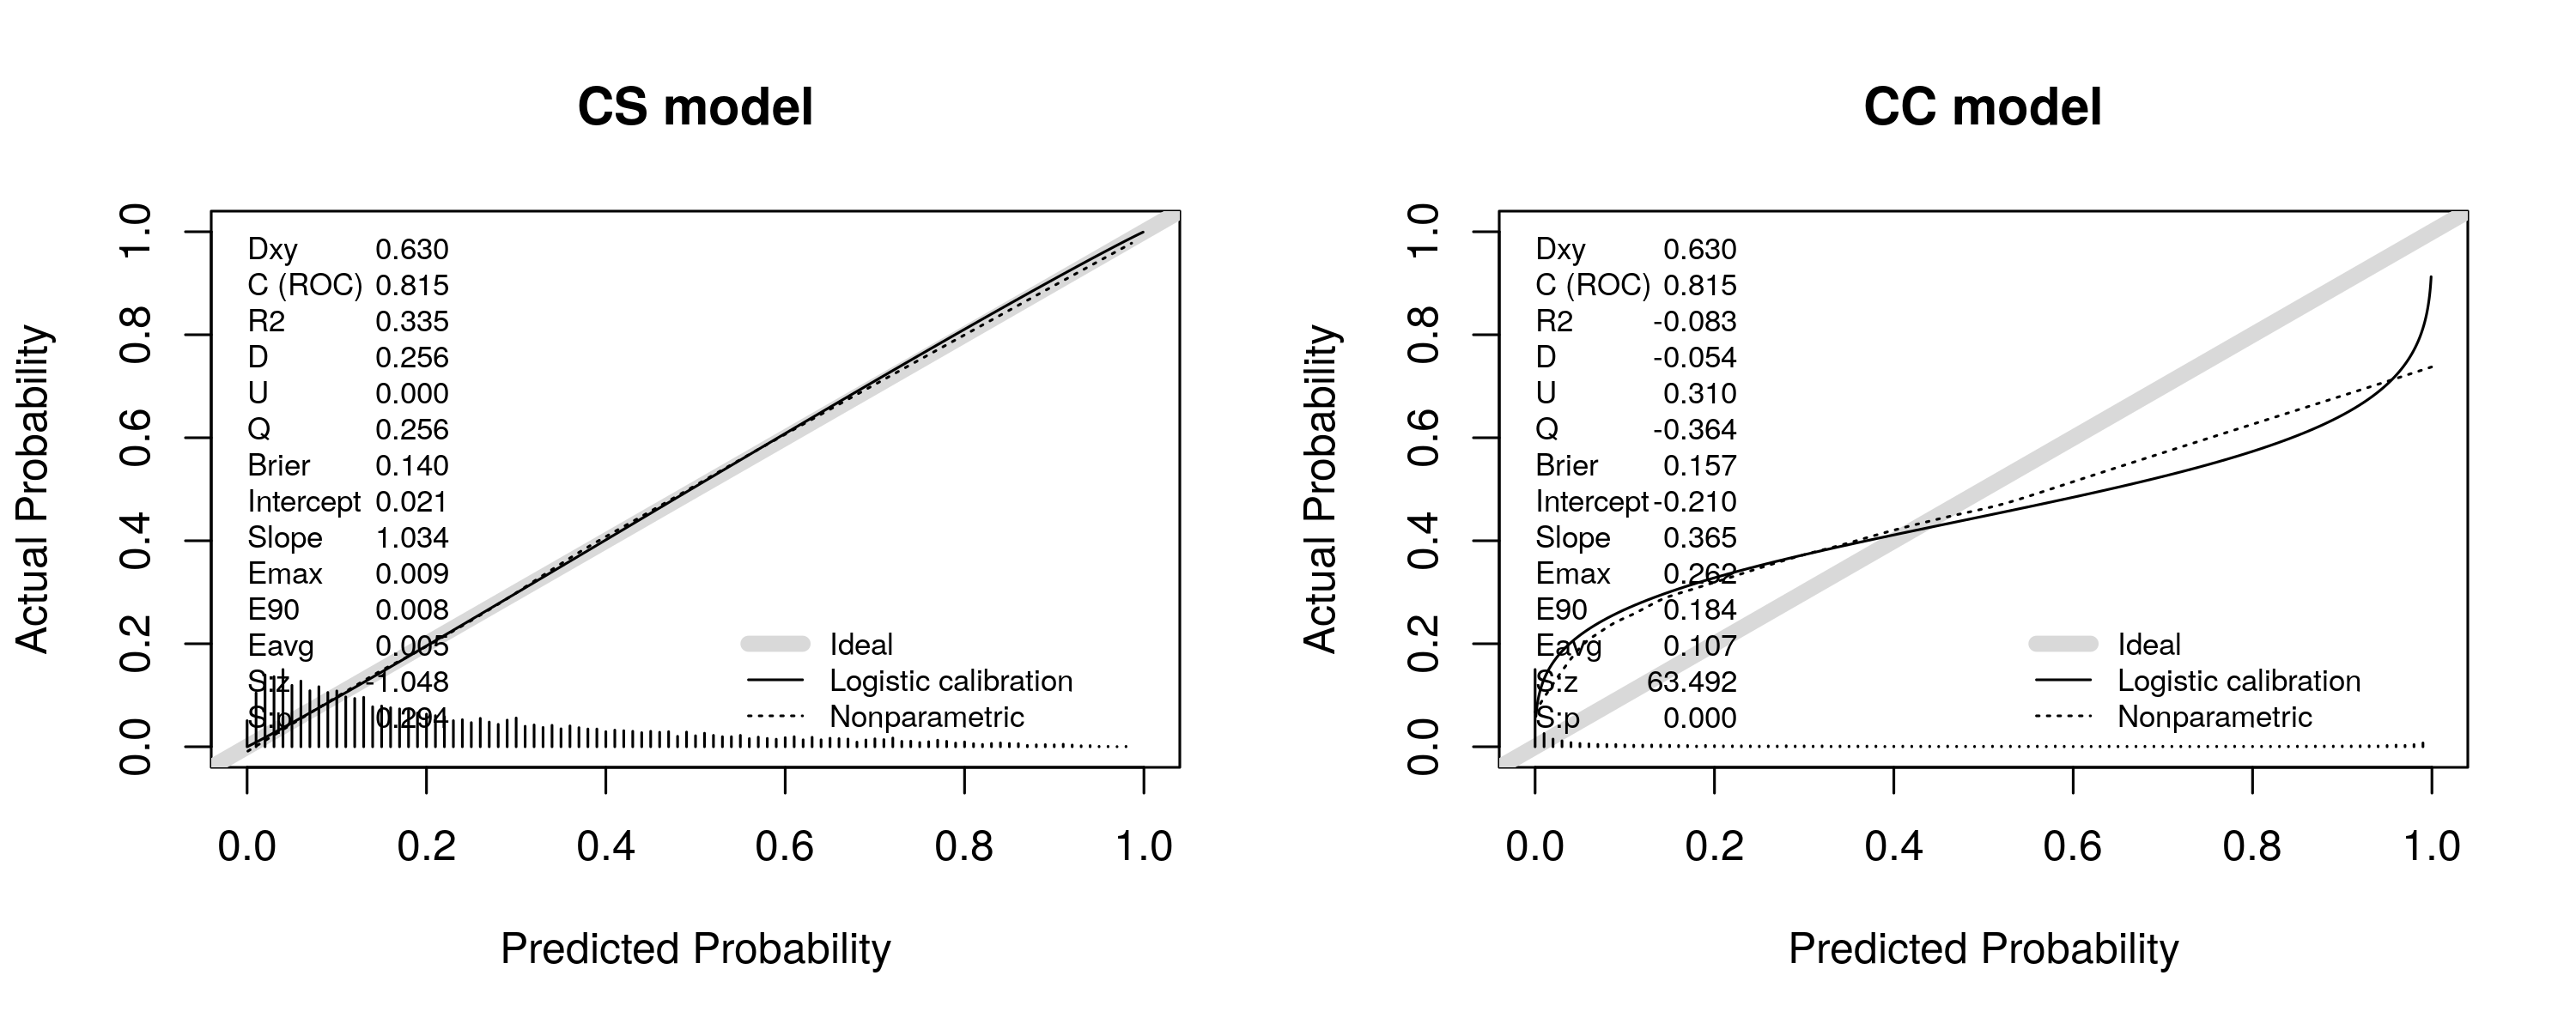 CS model
Actual Probability
1.0
0.8
0.6
0.4
0.2
0.0
Dxy 0.630
C (ROC) 0.815
R2 0.335
D 0.256
U 0.000
Q 0.256
Brier 0.140
Intercept 0.021
Slope 1.034
Emax 0.009
E90 0.008
Eavg 0.005
S:z -1.048
S:p 0.294
Ideal
Logistic calibration
Nonparametric
0.0 0.2 0.4 0.6 0.8 1.0
Predicted Probability
CC model
Actual Probability
1.0
0.8
0.6
0.4
0.2
0.0
Dxy 0.630
C (ROC) 0.815
R2 -0.083
D -0.054
U 0.310
Q -0.364
Brier 0.157
Intercept -0.210
Slope 0.365
Emax 0.262
E90 0.184
Eavg 0.107
S:z 63.492
S:p 0.000
Ideal
Logistic calibration
Nonparametric
0.0 0.2 0.4 0.6 0.8 1.0
Predicted Probability